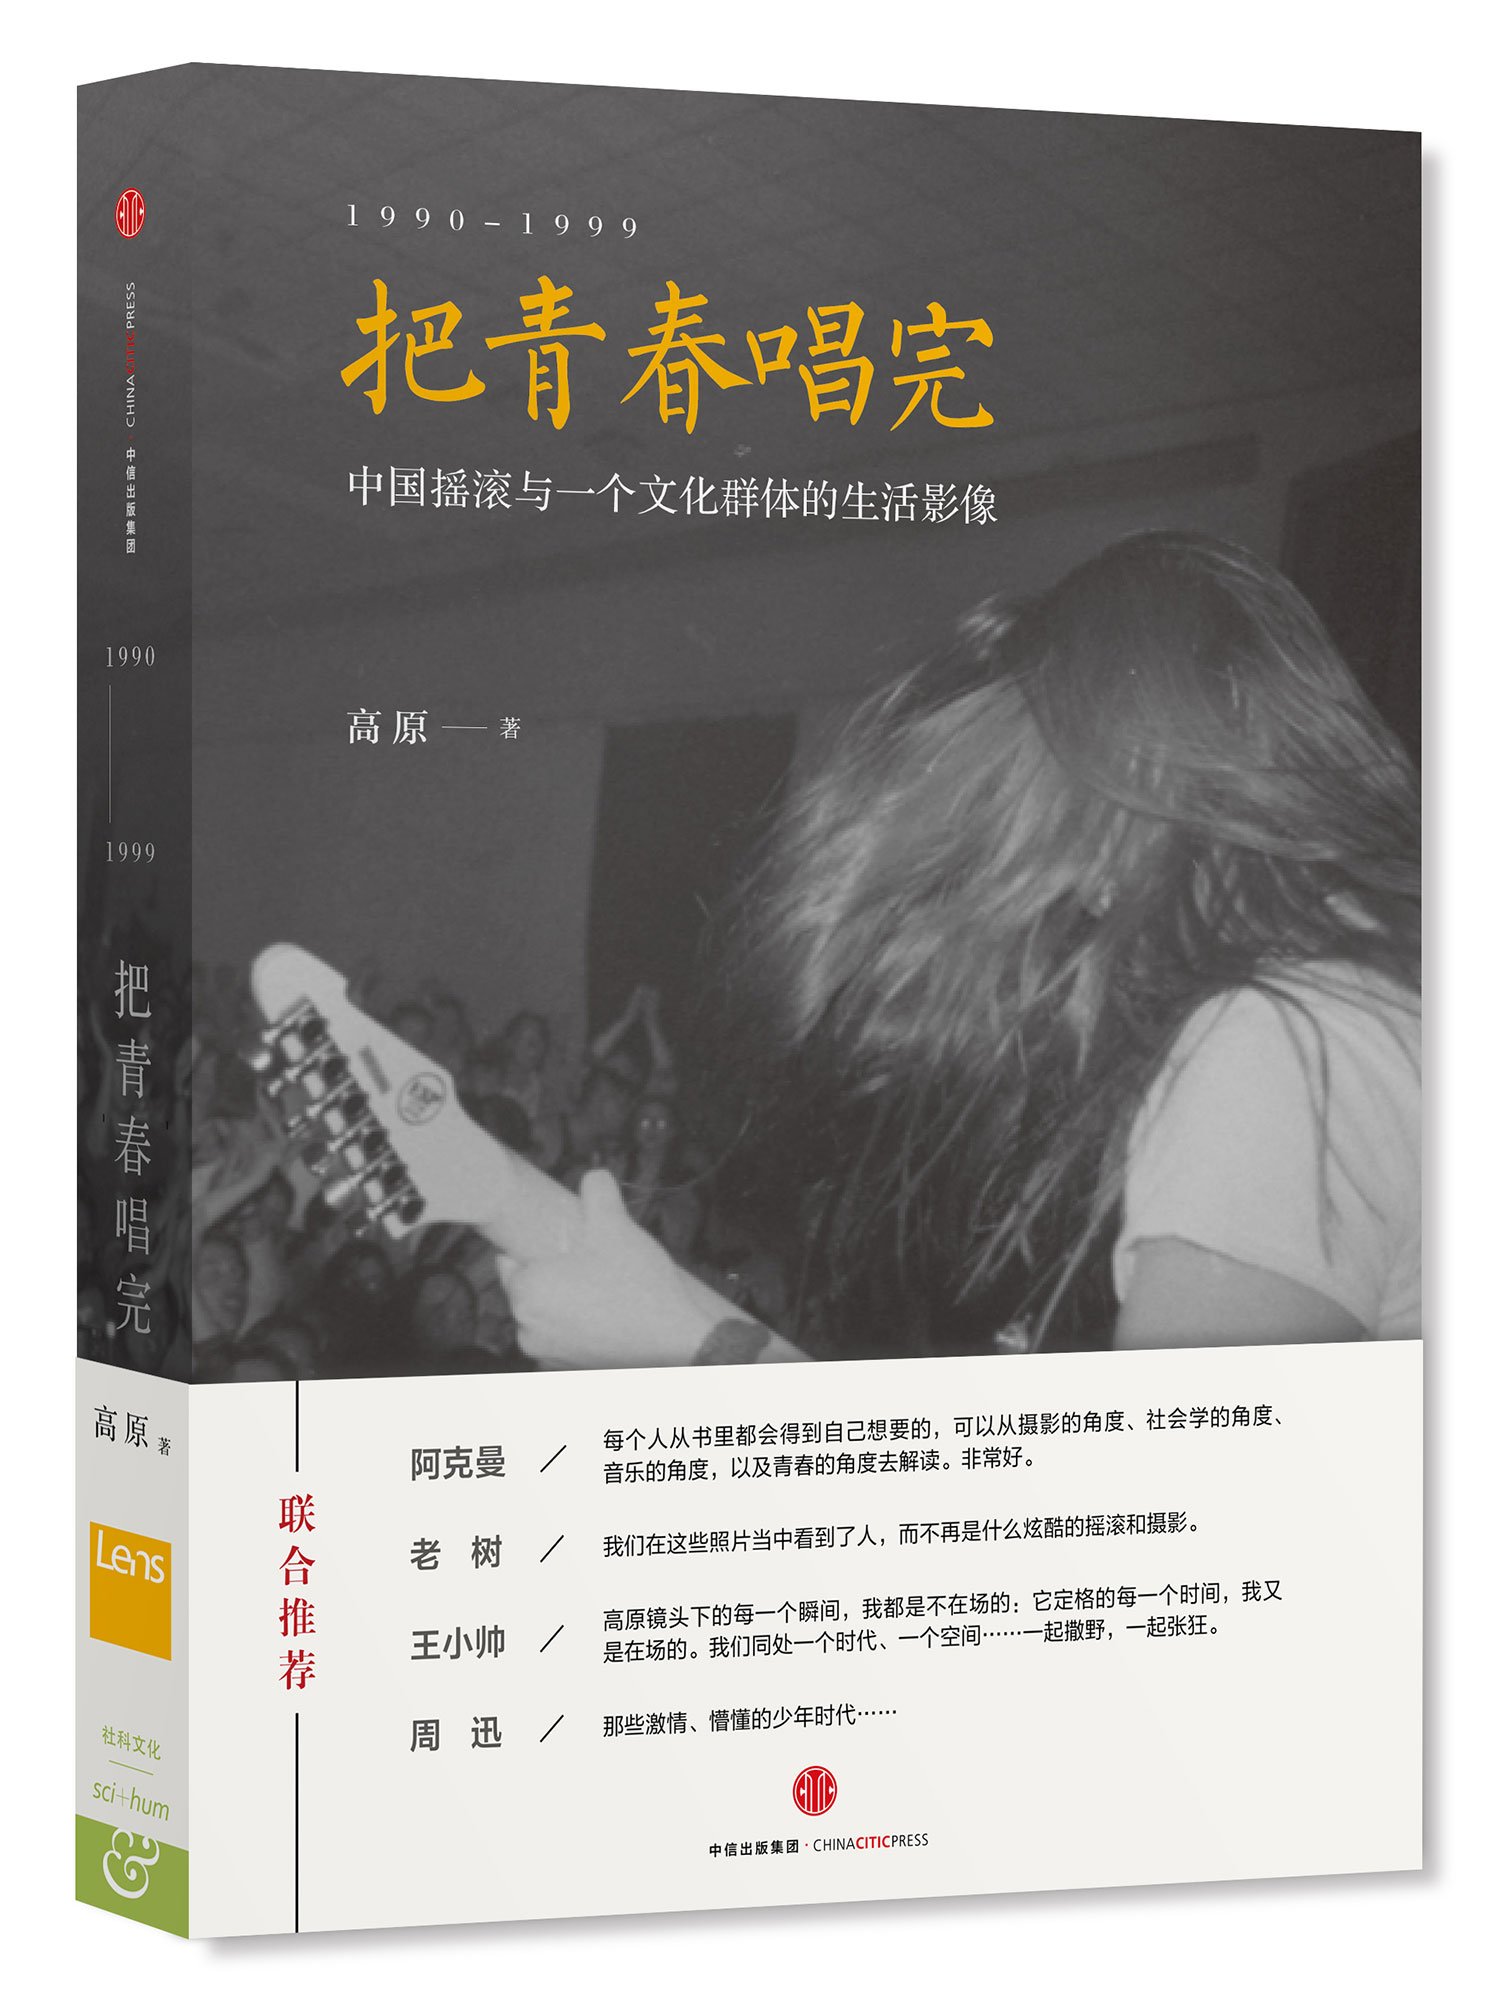 1990-1999
把青春唱完
中国摇滚与一个文化群体的生活影像
高原——著
联合推荐
阿克曼／每个人从书里都会得到自己想要的，可以从摄影的角度、社会学的角度、
音乐的角度，以及青春的角度去解读。非常好。
老树／我们在这些照片当中看到了人，而不再是什么炫酷的摇滚和摄影。
王小帅／高原镜头下的每一个瞬间，我都是不在场的：它定格的每一个时间，我又
是在场的。我们同处一个时代、一个空间……一起撒野，一起张狂。
周迅／那些激情、懵懂的少年时代……
中信出版集团·CHINACITICPRESS
中信出版集团·CHINACITICPRESS
1990
1999
把青春唱完
高原 著
Lens
社科文化
sci+hum
&